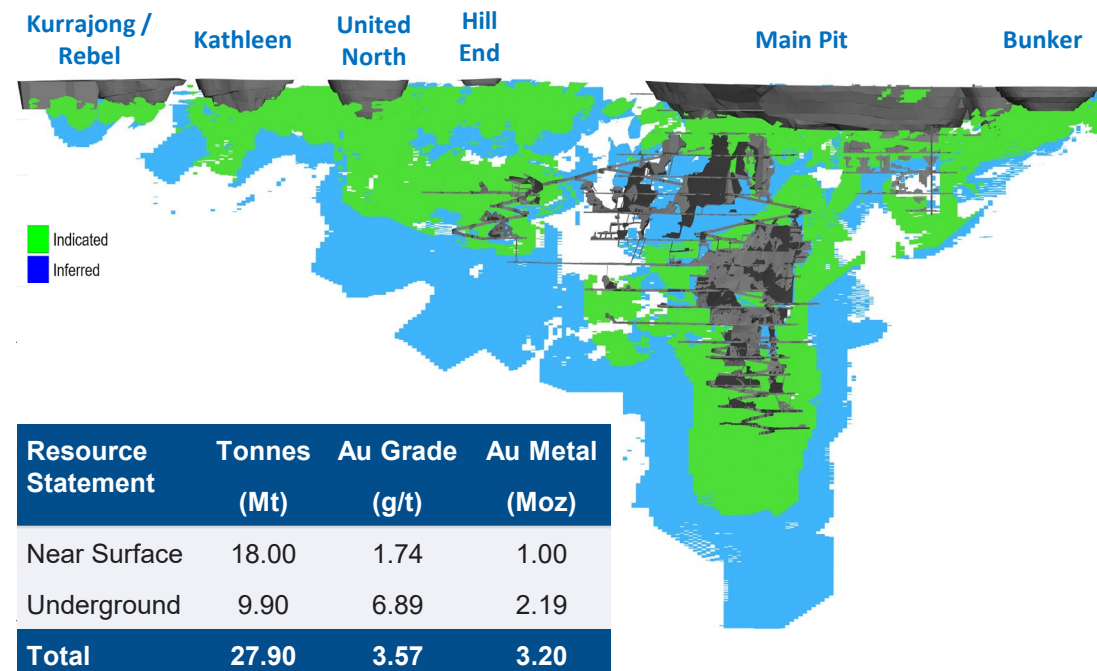 Kurrajong /
Rebel
Kathleen
United
North
Hill
End
Main Pit
Bunker
Indicated
Inferred
Resource Statement Tonnes (Mt) Au Grade (g/t) Au Metal (Moz)
Near Surface 18.00 1.74 1.00
Underground 9.90 6.89 2.19
Total 27.90 3.57 3.20